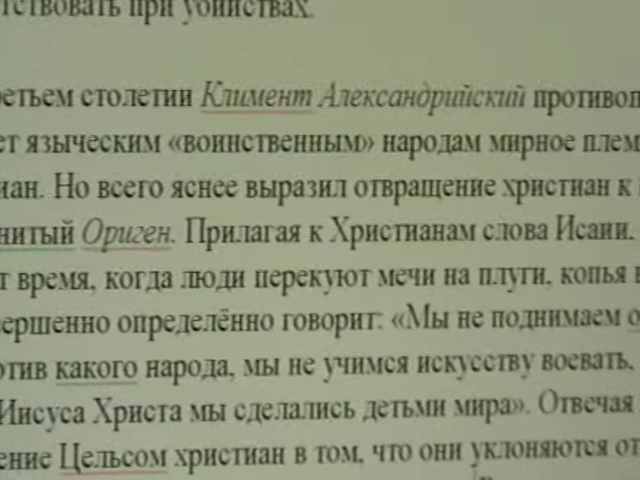 тствовать при убийствах.
ретьем столетии Климент Александрийский противоп
ет языческим «воинственным» народам мирное плем
иан. Но всего яснее выразил отвращение христиан к
нитый Ориген. Прилагая к Христианам слова Исаии.
т время, когда люди перекуют мечи на плуги, копья н
вершенно определённо говорит: «Мы не поднимаем о
отив какого народа, мы не учимся искусству воевать,
Иисуса Христа мы сделались детьми мира». Отвечая
ение Цельсом христиан в том, что они уклоняются от